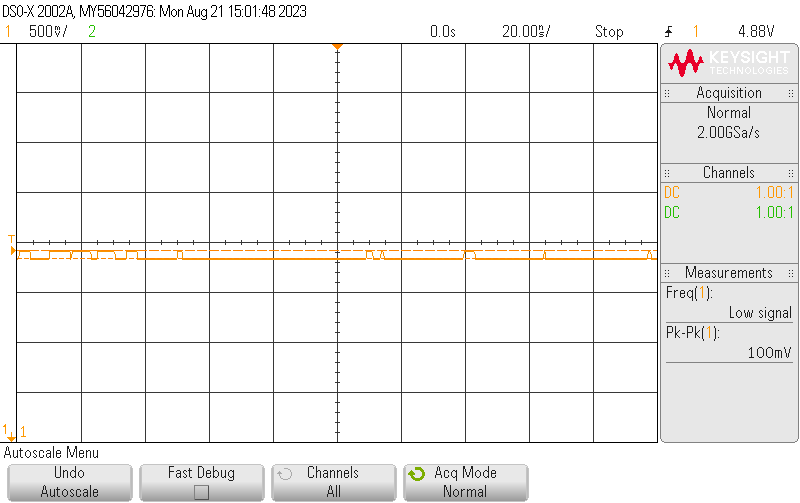 DSO-X 2002A, MY56042976: Mon Aug 21 15:01:48 2023
1 500mV/ 2 0.0s 20.00ms/ Stop 1 4.88V
KEYSIGHT
TECHNOLOGIES
Acquisition
Normal
2.00GSa/s
Channels
DC 1.00:1
DC 1.00:1
T
Measurements
Freq(1):
Low signal
Pk-Pk(1):
100mV
1 1
Autoscale Menu
Undo
Autoscale
Fast Debug
Channels
All
Acq Mode
Normal